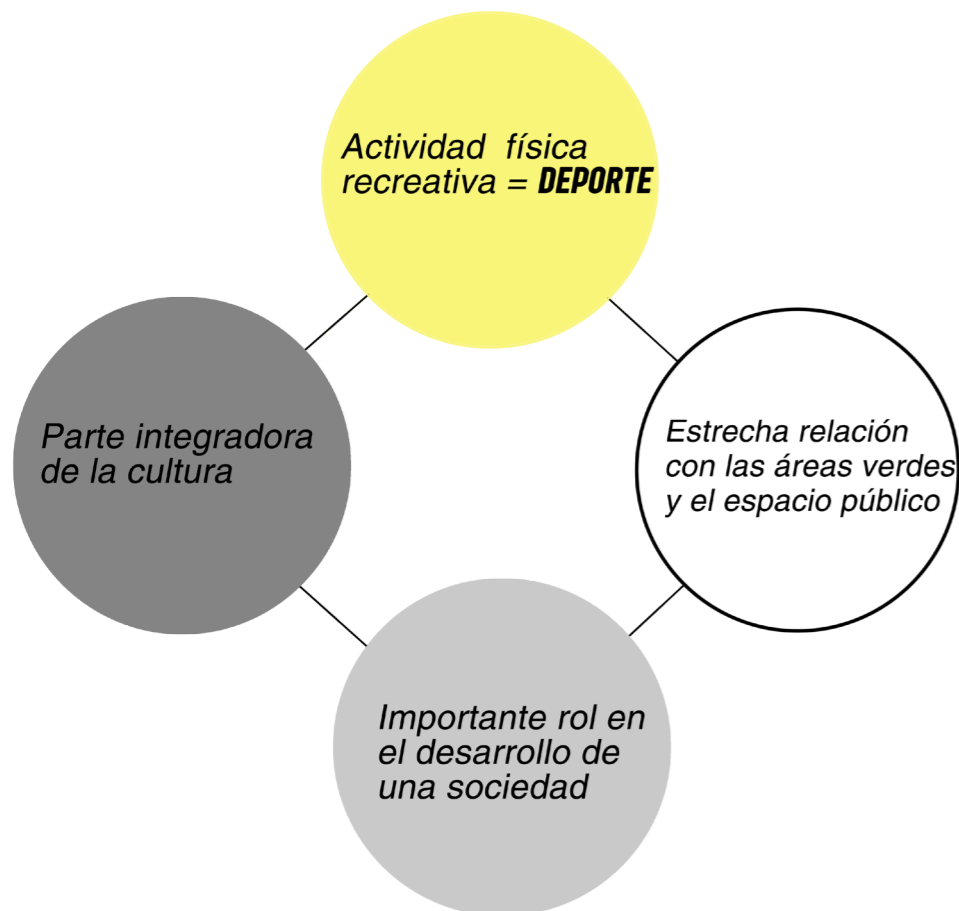 Actividad física
recreativa = DEPORTE
Parte integradora
de la cultura
Estrecha relación
con las áreas verdes
y el espacio público
Importante rol en
el desarrollo de
una sociedad